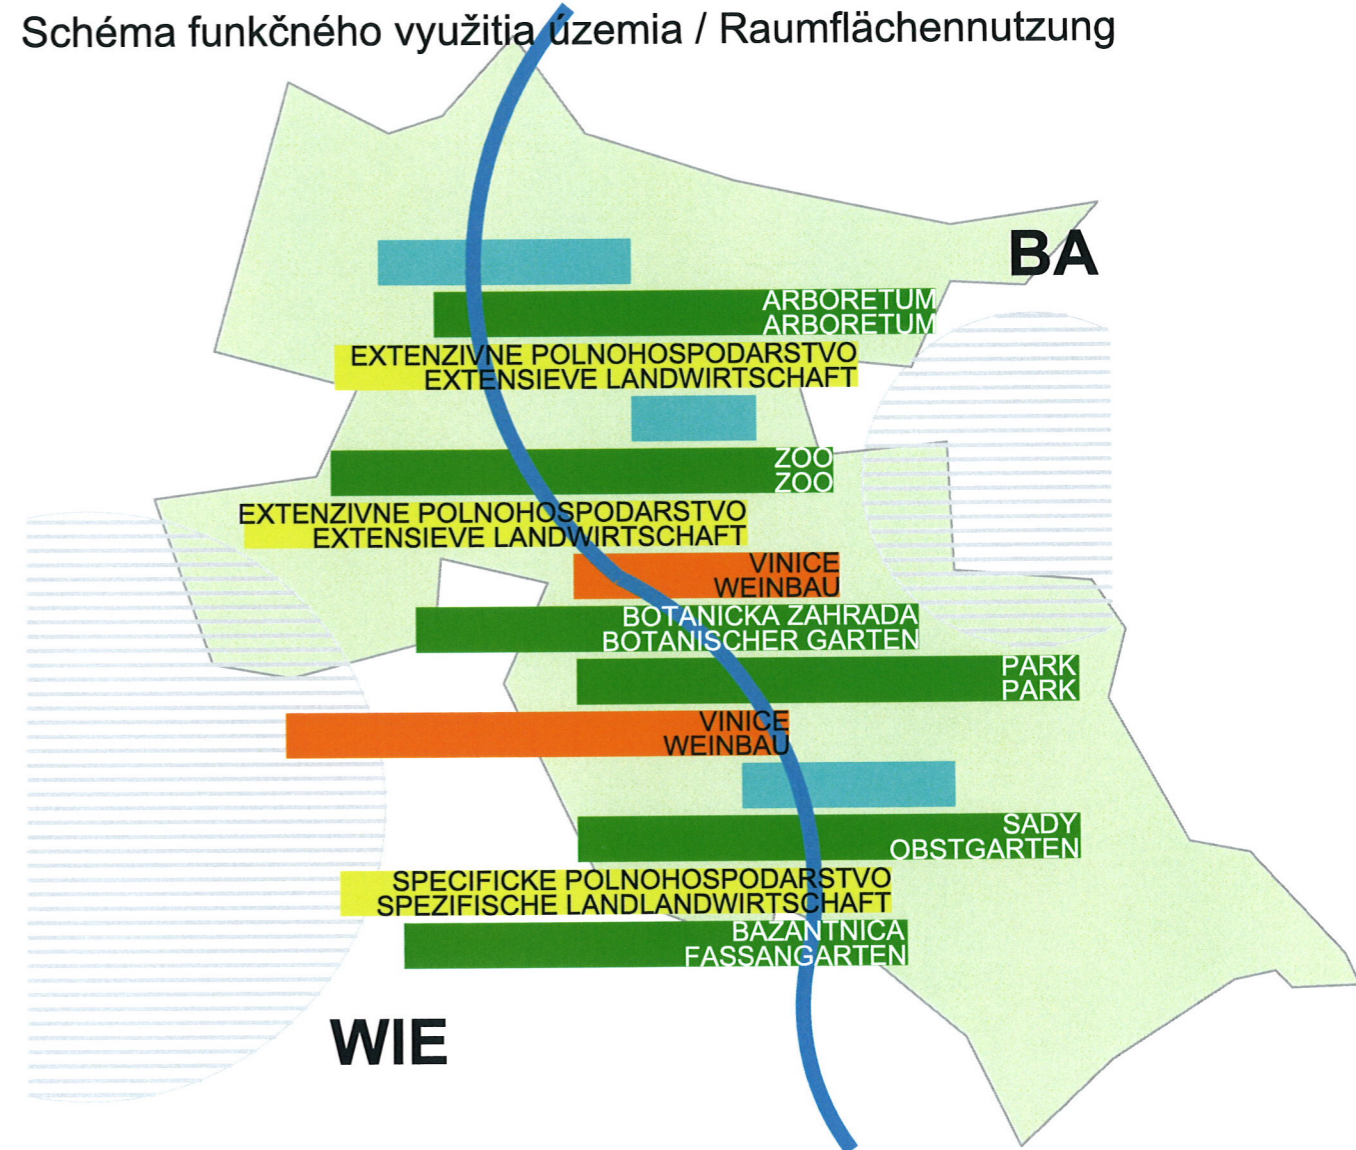 Schéma funkčného využitia územia / Raumflächennutzung
BA
ARBORETUM
ARBORETUM
EXTENZIVNE POLNOHOSPODARSTVO
EXTENSIEVE LANDWIRTSCHAFT
ZOO
ZOO
EXTENZIVNE POLNOHOSPODARSTVO
EXTENSIEVE LANDWIRTSCHAFT
VINICE
WEINBAU
BOTANICKA ZAHRADA
BOTANISCHER GARTEN
PARK
PARK
VINICE
WEINBAU
SADY
OBSTGARTEN
SPECIFICKE POLNOHOSPODARSTVO
SPEZIFISCHE LANDLANDWIRTSCHAFT
BAZANTNICA
FASSANGARTEN
WIE